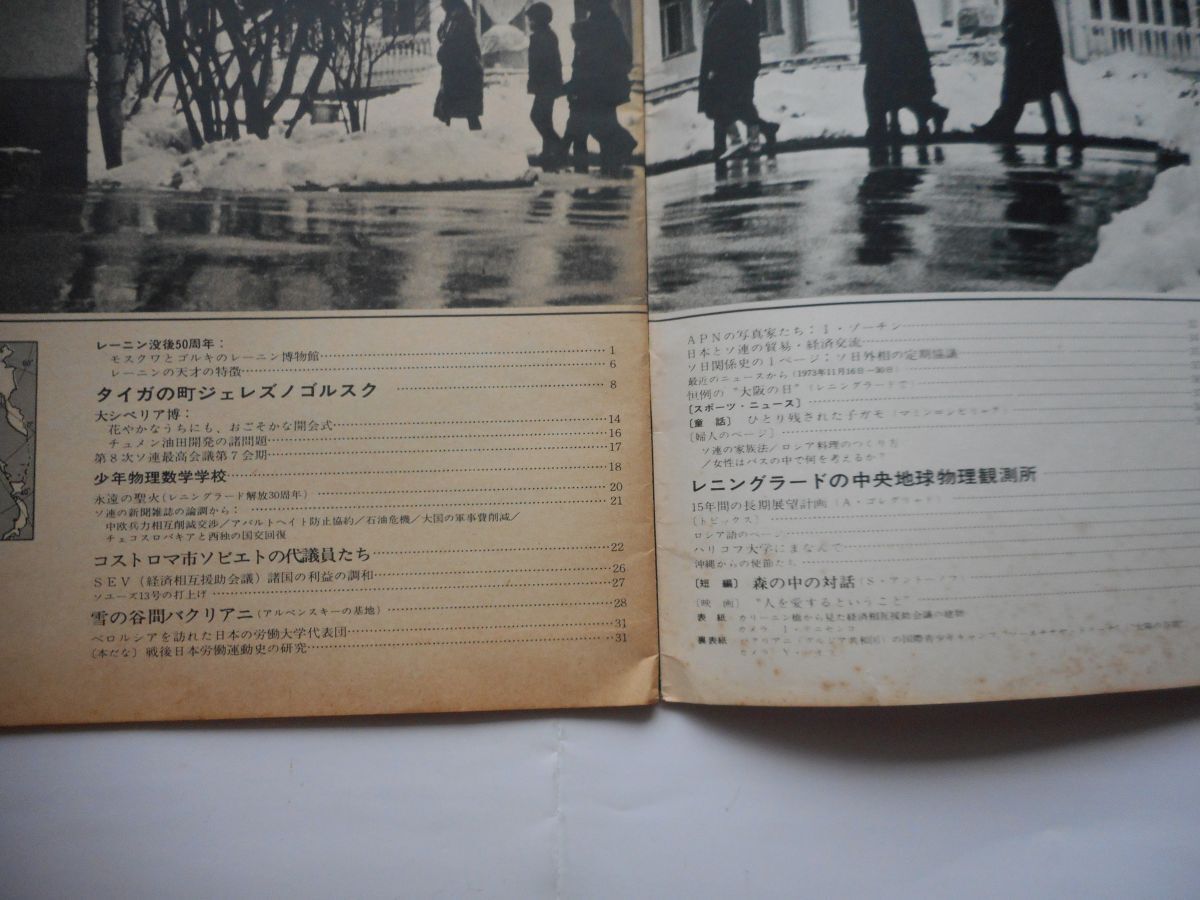 レーニン没後50周年：
モスクワとゴルキのレーニン博物館 1
レーニンの天才の特徴 6
タイガの町ジェレズノゴルスク 8
大シベリア博：
花やかなうちにも、おごそかな開会式 14
チュメン油田開発の諸問題 16
第8次ソ連最高会議第7会期 17
少年物理数学学校 18
永遠の聖火（レニングラード解放30周年） 20
ソ連の新聞雑誌の論調から： 21
中欧兵力相互削減交渉／アパルトヘイト防止協約／石油危機／大国の軍事費削減／
チェコスロバキアと西独の国交回復
コストロマ市ソビエトの代議員たち 22
SEV（経済相互援助会議）諸国の利益の調和 26
ソユーズ13号の打上げ 27
雪の谷間バクリアニ（アルペンスキーの基地） 28
ベロルシアを訪れた日本の労働大学代表団 31
〔本だな〕戦後日本労働運動史の研究 31
APNの写真家たち：I・ゾーチン
日本とソ連の貿易・経済交流
ソ日関係史の1ページ：ソ日外相の定期協議
最近のニュースから（1973年11月16日－30日）
恒例の“大阪の日”（レニングラードで）
〔スポーツ・ニュース〕
〔童話〕ひとり残された子ガモ
〔婦人のページ〕
ソ連の家族法／ロシア料理のつくり方
／女性はバスの中で何を考えるか？
レニングラードの中央地球物理観測所
15年間の長期展望計画
〔トピックス〕
ロシア語のページ
ハリコフ大学にまなんで
沖縄からの使節たち
〔短編〕森の中の対話
〔映画〕“人を愛するということ”
表紙 カリーニン橋から見た経済相互援助会議の建物
裏表紙